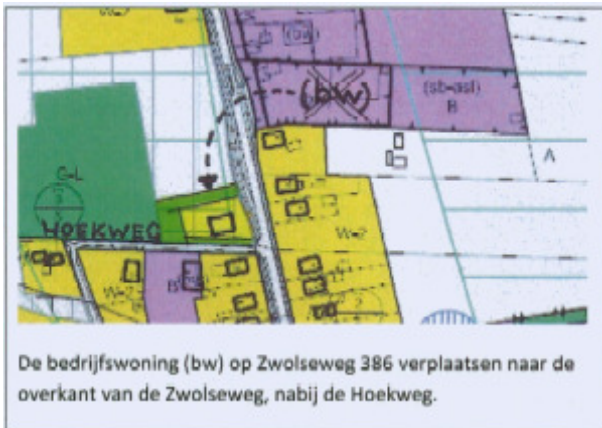 (bw)
(bw)
(sb-asl)
B
A
G-L
HOEKWEG
W-2
W-2
B
De bedrijfswoning (bw) op Zwolseweg 386 verplaatsen naar de
overkant van de Zwolseweg, nabij de Hoekweg.